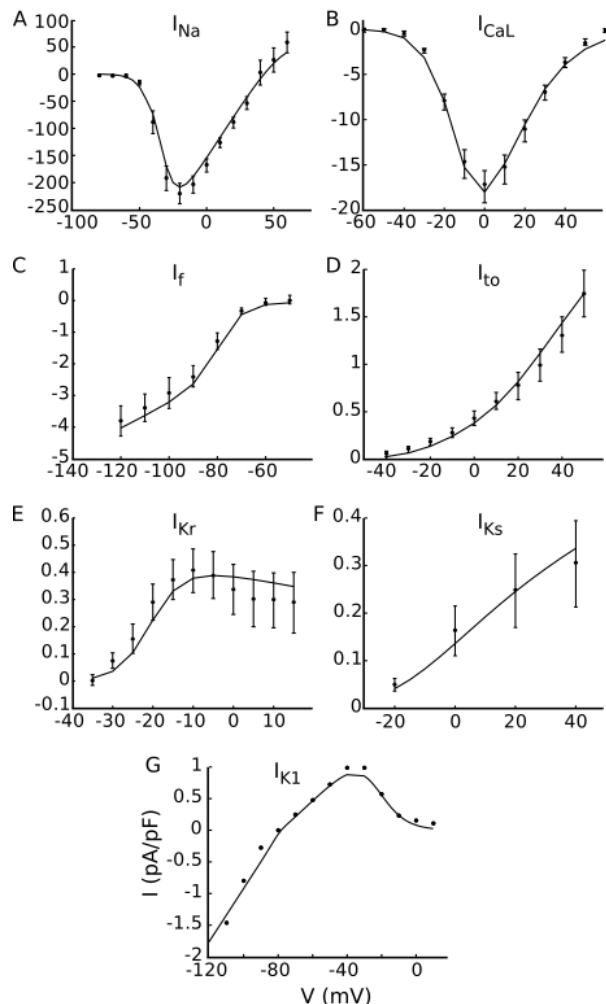 A I_Na
100
50
0
-50
-100
-150
-200
-250
-100 -50 0 50
B I_CaL
0
-5
-10
-15
-20
-60 -40 -20 0 20 40
C I_f
1
0
-1
-2
-3
-4
-5
-140 -120 -100 -80 -60
D I_to
2
1.5
1
0.5
0
-40 -20 0 20 40
E I_Kr
0.6
0.5
0.4
0.3
0.2
0.1
0
-0.1
-40 -30 -20 -10 0 10
F I_Ks
0.4
0.3
0.2
0.1
0
-20 0 20 40
G I_K1
1
0.5
0
-0.5
-1
-1.5
-2
I (pA/pF)
-120 -80 -40 0
V (mV)